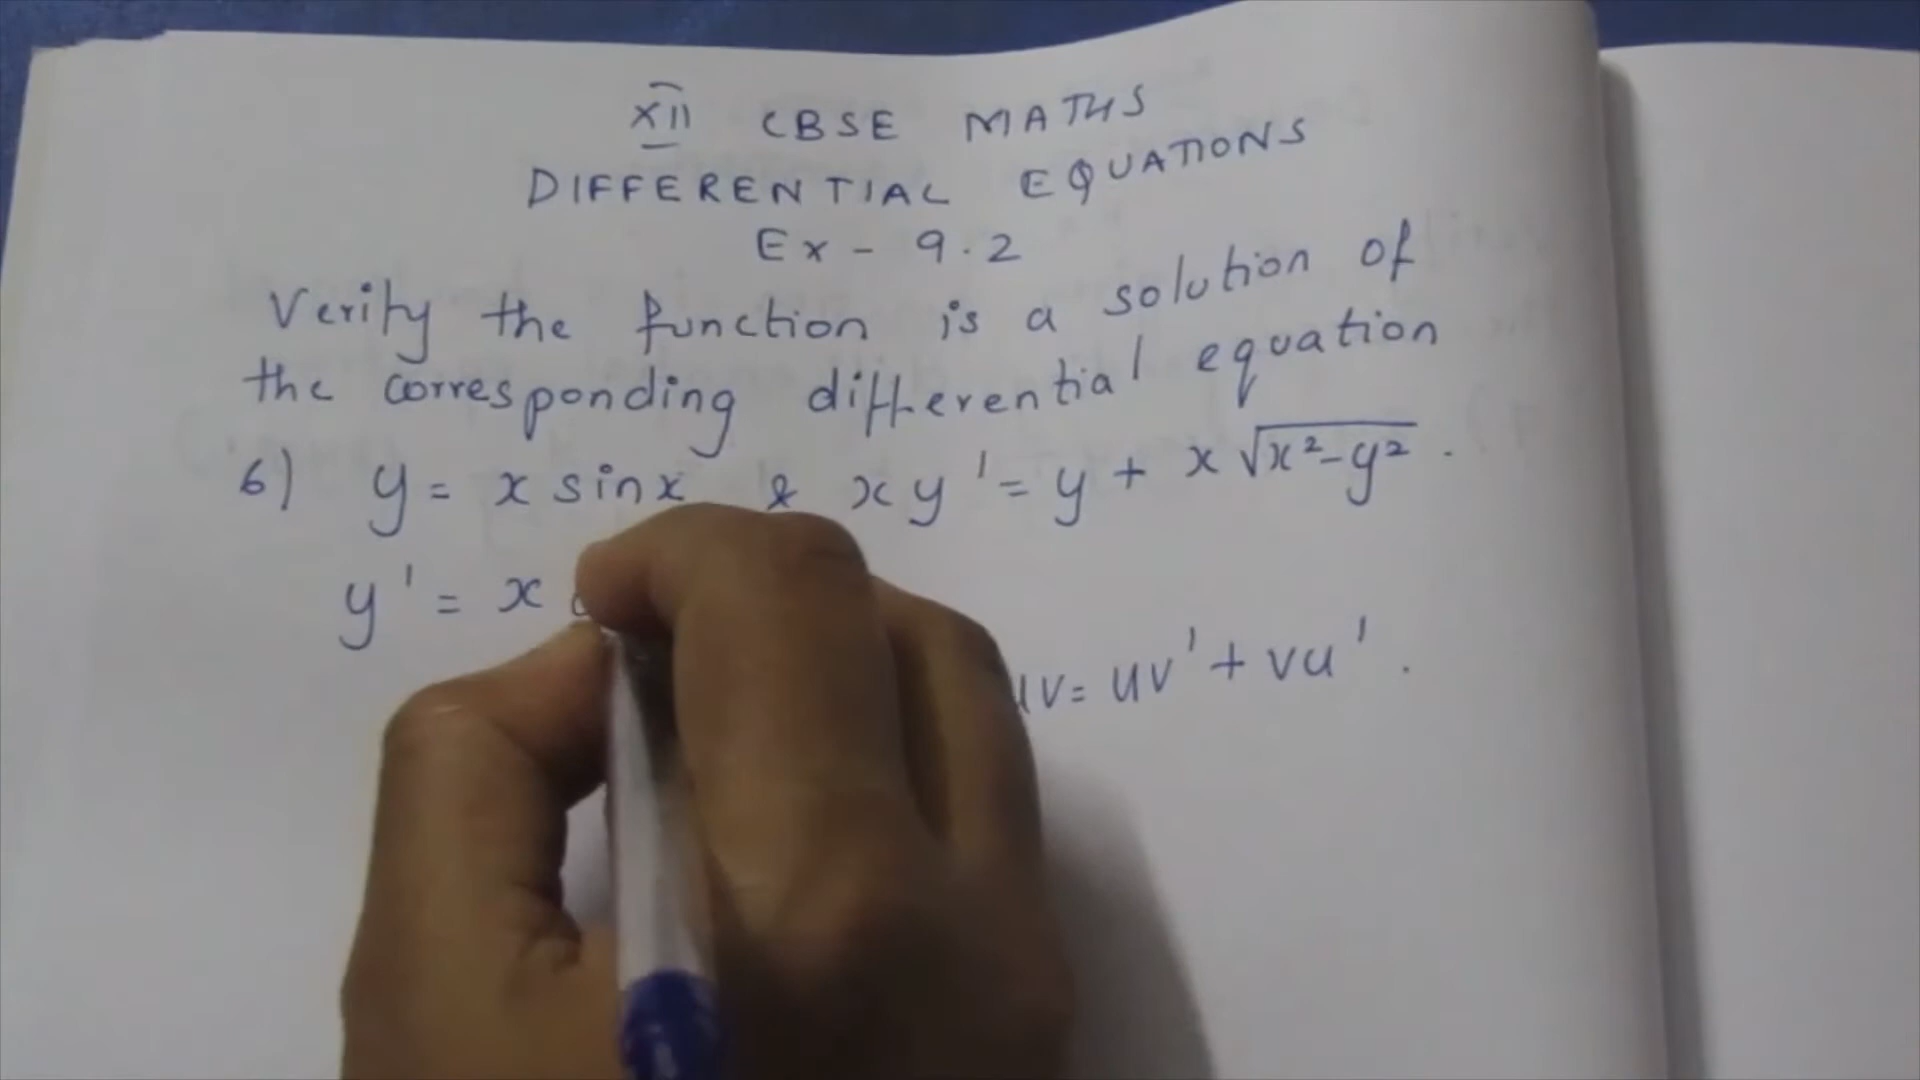 XII CBSE MATHS
DIFFERENTIAL EQUATIONS
Ex - 9.2
Verify the function is a solution of
the corresponding differential equation
6) y = x sinx & xy' = y + x √x²-y² .
y' = x
uv = uv' + vu' .